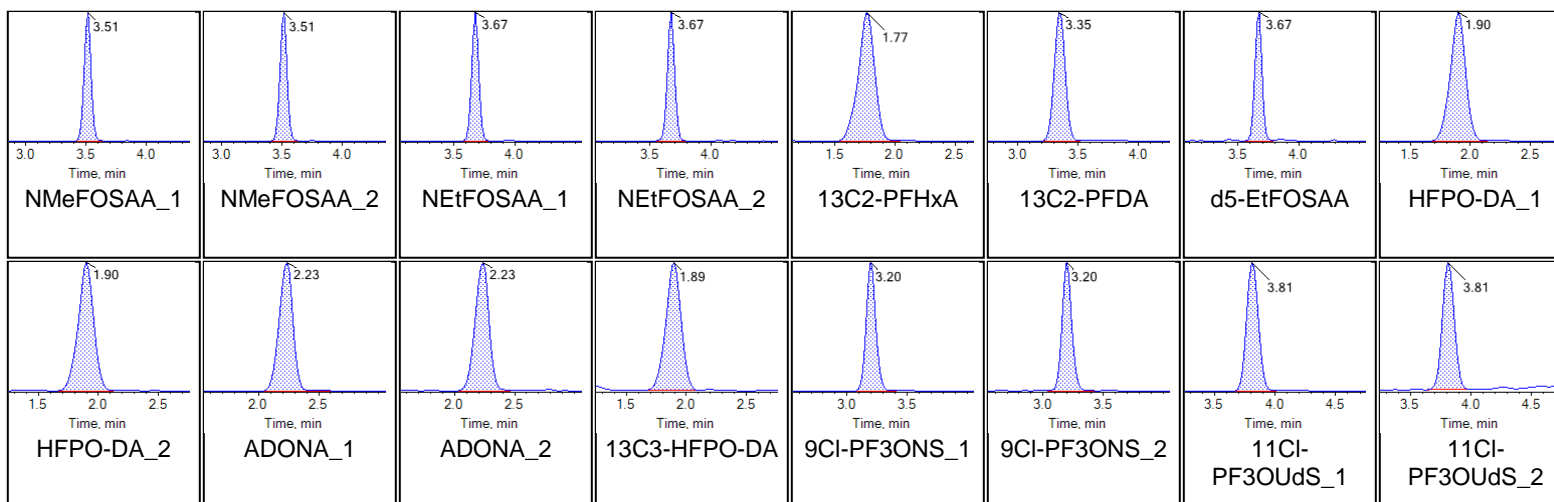 3.51
3.0 3.5 4.0
Time, min
NMeFOSAA_1
3.51
3.0 3.5 4.0
Time, min
NMeFOSAA_2
3.67
3.5 4.0
Time, min
NEtFOSAA_1
3.67
3.5 4.0
Time, min
NEtFOSAA_2
1.77
1.5 2.0 2.5
Time, min
13C2-PFHxA
3.35
3.0 3.5 4.0
Time, min
13C2-PFDA
3.67
3.5 4.0
Time, min
d5-EtFOSAA
1.90
1.5 2.0 2.5
Time, min
HFPO-DA_1
1.90
1.5 2.0 2.5
Time, min
HFPO-DA_2
2.23
2.0 2.5
Time, min
ADONA_1
2.23
2.0 2.5
Time, min
ADONA_2
1.89
1.5 2.0 2.5
Time, min
13C3-HFPO-DA
3.20
3.0 3.5
Time, min
9Cl-PF3ONS_1
3.20
3.0 3.5
Time, min
9Cl-PF3ONS_2
3.81
3.5 4.0 4.5
Time, min
11Cl-
PF3OUdS_1
3.81
3.5 4.0 4.5
Time, min
11Cl-
PF3OUdS_2